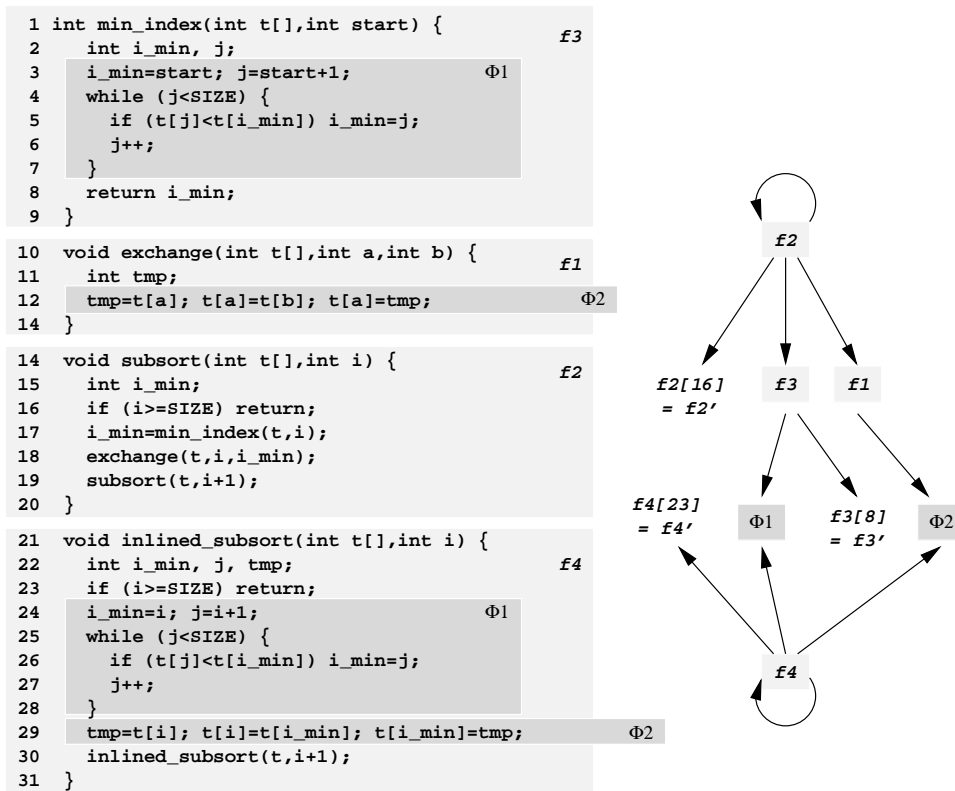 1 int min_index(int t[],int start) {
f3
2 int i_min, j;
3 i_min=start; j=start+1; Φ1
4 while (j<SIZE) {
5 if (t[j]<t[i_min]) i_min=j;
6 j++;
7 }
8 return i_min;
9 }
10 void exchange(int t[],int a,int b) {
f1
11 int tmp;
12 tmp=t[a]; t[a]=t[b]; t[a]=tmp; Φ2
14 }
14 void subsort(int t[],int i) {
f2
15 int i_min;
16 if (i>=SIZE) return;
17 i_min=min_index(t,i);
18 exchange(t,i,i_min);
19 subsort(t,i+1);
20 }
21 void inlined_subsort(int t[],int i) {
22 int i_min, j, tmp; f4
23 if (i>=SIZE) return;
24 i_min=i; j=i+1; Φ1
25 while (j<SIZE) {
26 if (t[j]<t[i_min]) i_min=j;
27 j++;
28 }
29 tmp=t[i]; t[i]=t[i_min]; t[i_min]=tmp; Φ2
30 inlined_subsort(t,i+1);
31 }
f2
f2[16]
= f2’
f3
f1
f4[23]
= f4’
Φ1
f3[8]
= f3’
Φ2
f4